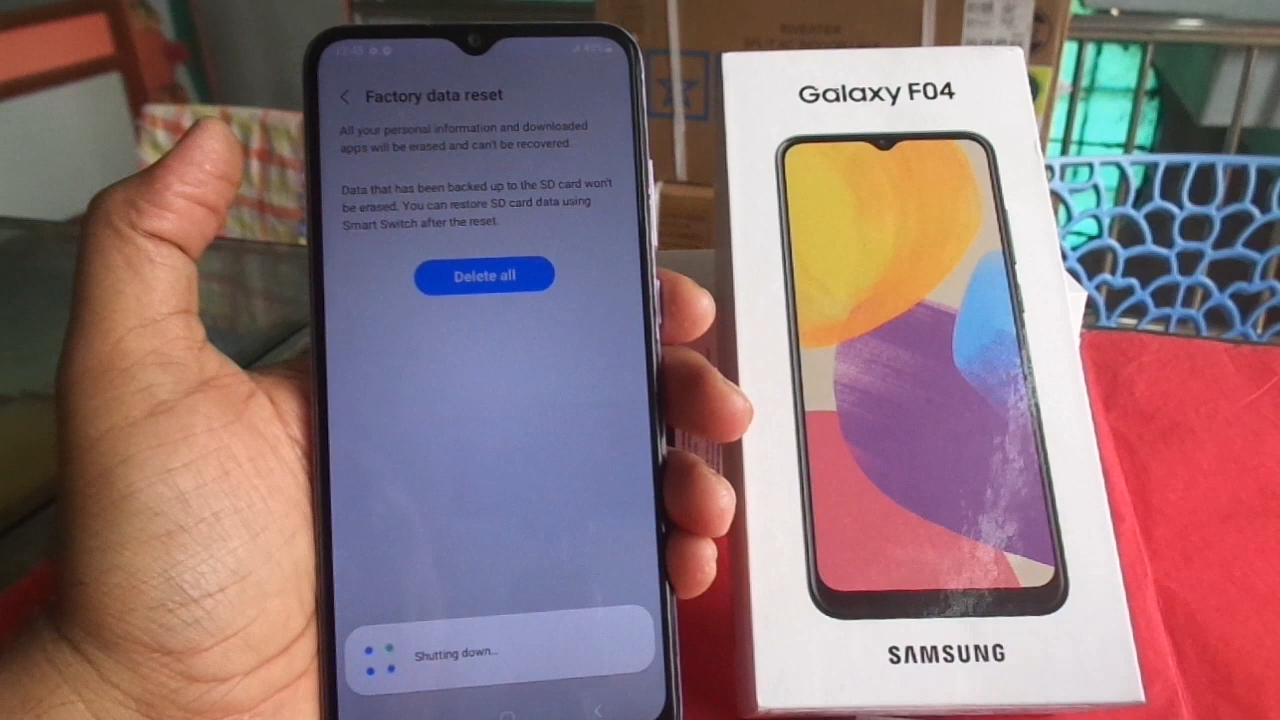 Factory data reset
All your personal information and downloaded
apps will be erased and can't be recovered.
Data that has been backed up to the SD card won't
be erased. You can restore SD card data using
Smart Switch after the reset.
Delete all
Shutting down...
Galaxy F04
SAMSUNG